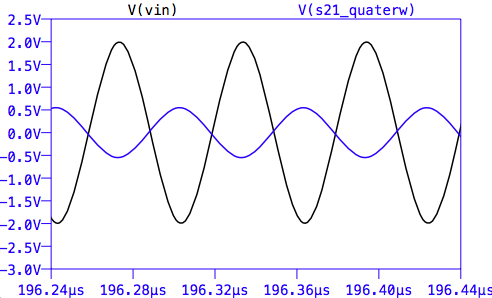 V(vin) V(s21_quaterw)
2.5V
2.0V
1.5V
1.0V
0.5V
0.0V
-0.5V
-1.0V
-1.5V
-2.0V
-2.5V
-3.0V
196.24µs 196.28µs 196.32µs 196.36µs 196.40µs 196.44µs